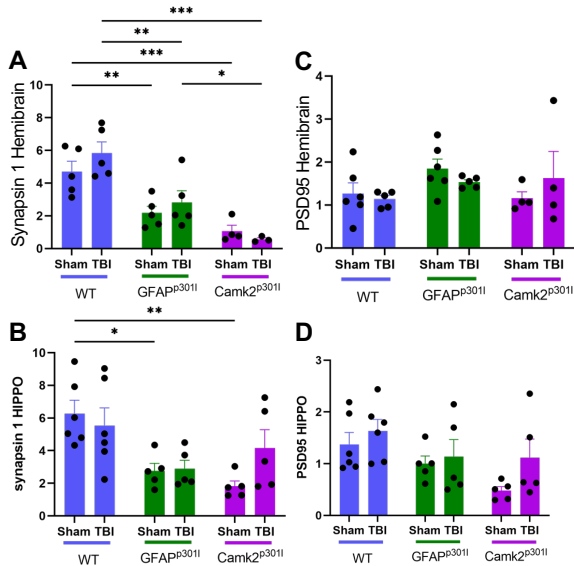 A
***
**
***
**
*
Synapsin 1 Hemibrain
10
8
6
4
2
0
Sham TBI Sham TBI Sham TBI
WT GFAPp301l Camk2p301l
C
PSD95 Hemibrain
4
3
2
1
0
Sham TBI Sham TBI Sham TBI
WT GFAPp301l Camk2p301l
B
**
*
synapsin 1 HIPPO
10
8
6
4
2
0
Sham TBI Sham TBI Sham TBI
WT GFAPp301l Camk2p301l
D
PSD95 HIPPO
3
2
1
0
Sham TBI Sham TBI Sham TBI
WT GFAPp301l Camk2p301l